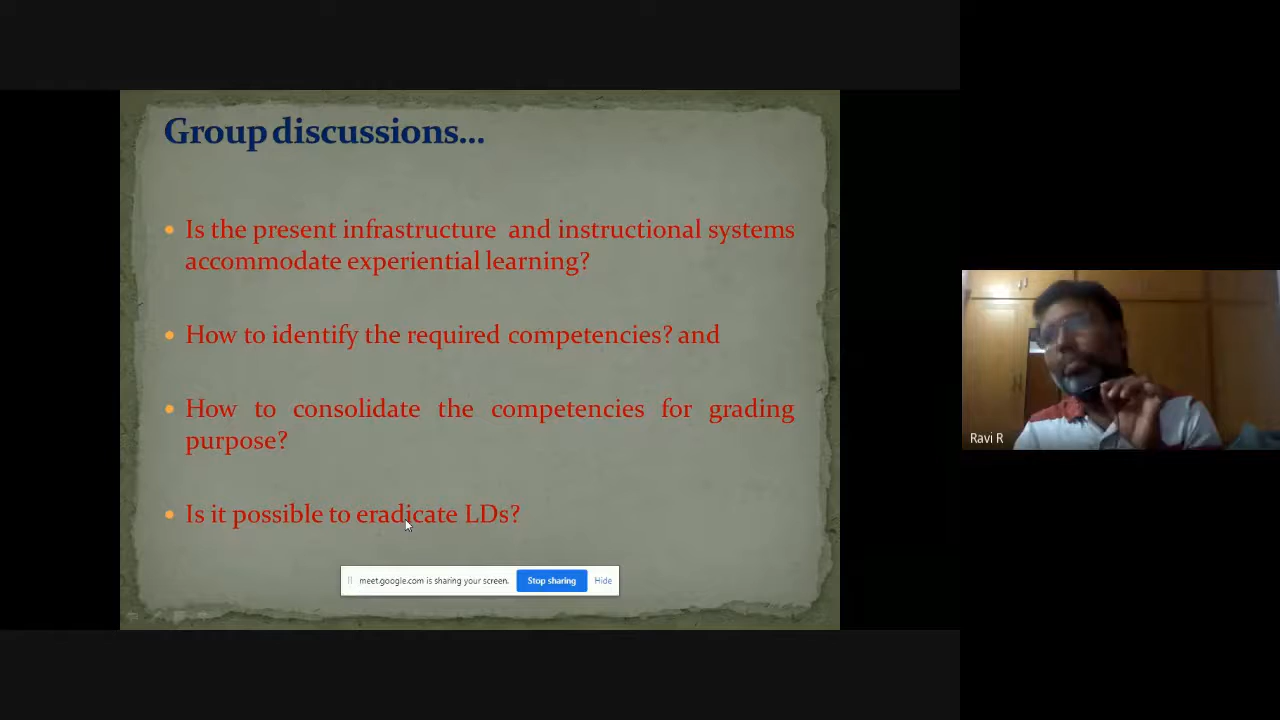 Group discussions...
• Is the present infrastructure and instructional systems
accommodate experiential learning?
• How to identify the required competencies? and
• How to consolidate the competencies for grading
purpose?
• Is it possible to eradicate LDs?
meet.google.com is sharing your screen. Stop sharing Hide
Ravi R